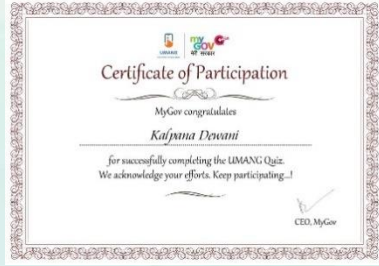 UMANG
my
GOV
मेरी सरकार
Certificate of Participation
MyGov congratulates
Kalpana Dewani
for successfully completing the UMANG Quiz.
We acknowledge your efforts. Keep participating...!
CEO, MyGov